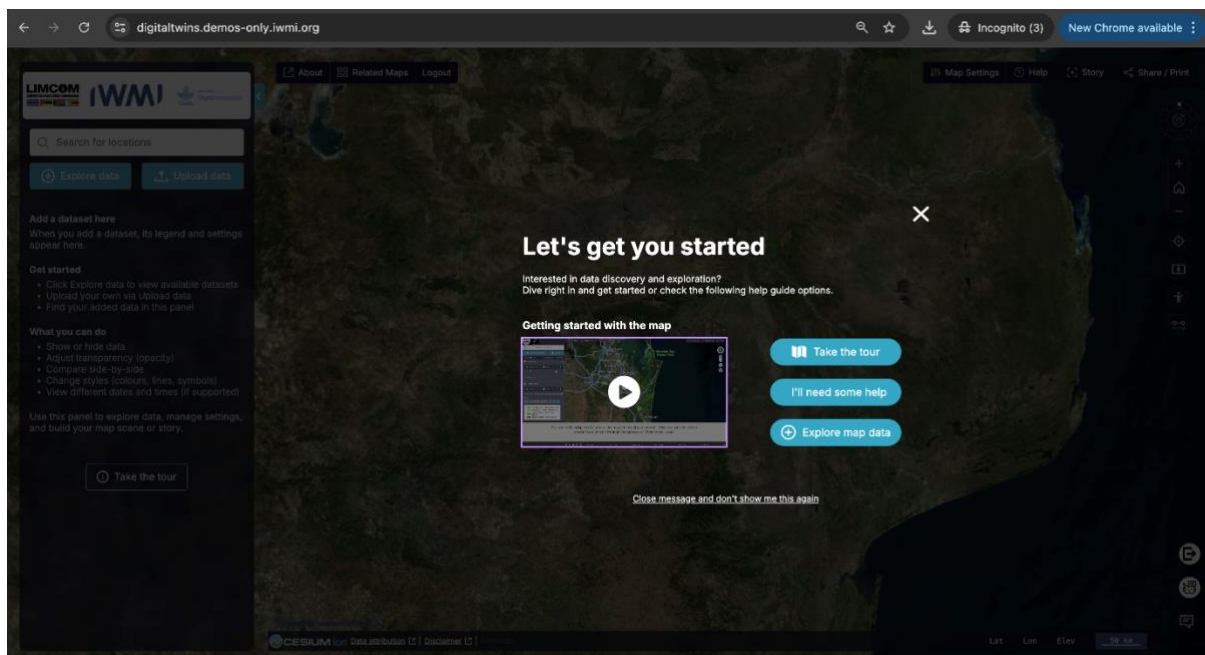 digitaltwins.demos-only.iwmi.org
Incognito (3)
New Chrome available
LIMCOM
IWMI
About
Related Maps
Logout
Map Settings
Help
Story
Share / Print
Search for locations
Explore data
Upload data
Add a dataset here
When you add a dataset, its legend and settings
appear here.
Get started
• Click Explore data to view available datasets
• Upload your own via Upload data
• Find your added data in this panel
What you can do
• Show or hide data
• Adjust transparency (opacity)
• Compare side-by-side
• Change styles (colours, lines, symbols)
• View different dates and times (if supported)
Use this panel to explore data, manage settings,
and build your map scene or story.
Take the tour
Let's get you started
Interested in data discovery and exploration?
Dive right in and get started or check the following help guide options.
Getting started with the map
Take the tour
I'll need some help
Explore map data
Close message and don't show me this again
CESIUM ion Data attribution | Disclaimer
Lat Lon Elev 50 km